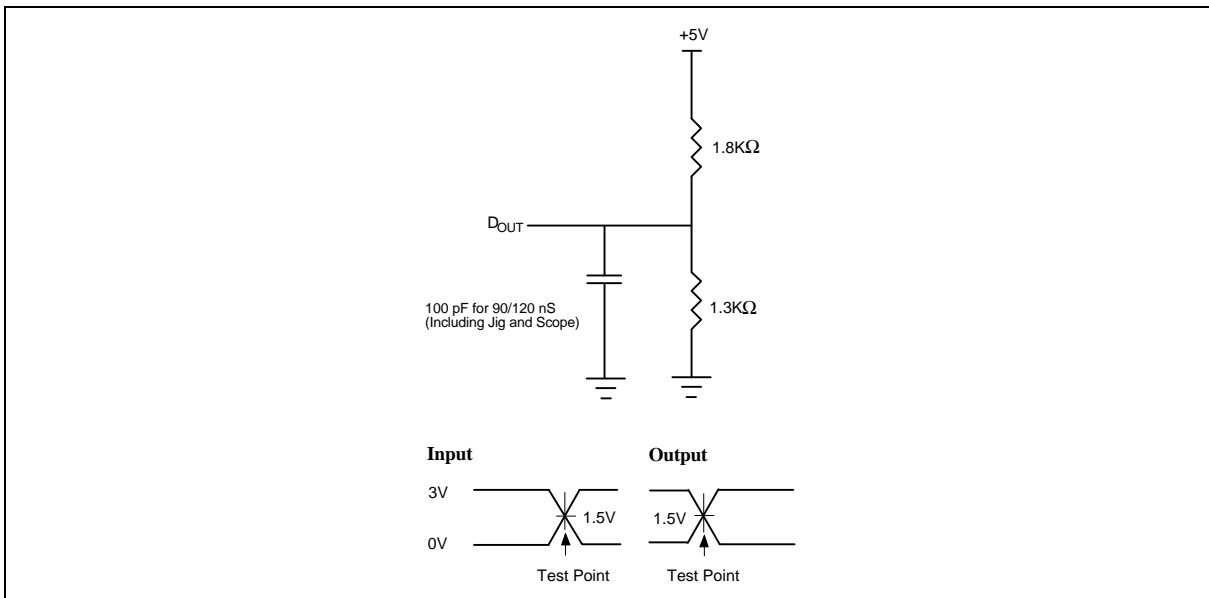 +5V
1.8KΩ
DOUT
100 pF for 90/120 nS
(Including Jig and Scope)
1.3KΩ
Input
Output
3V
1.5V
1.5V
0V
Test Point
Test Point